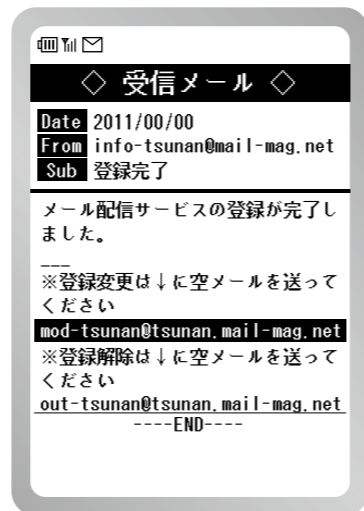 ◇ 受信メール ◇
Date 2011/00/00
From info-tsunan@mail-mag.net
Sub 登録完了
メール配信サービスの登録が完了し
ました。
___
※登録変更は↓に空メールを送って
ください
mod-tsunan@tsunan.mail-mag.net
※登録解除は↓に空メールを送って
ください
out-tsunan@tsunan.mail-mag.net
----END----